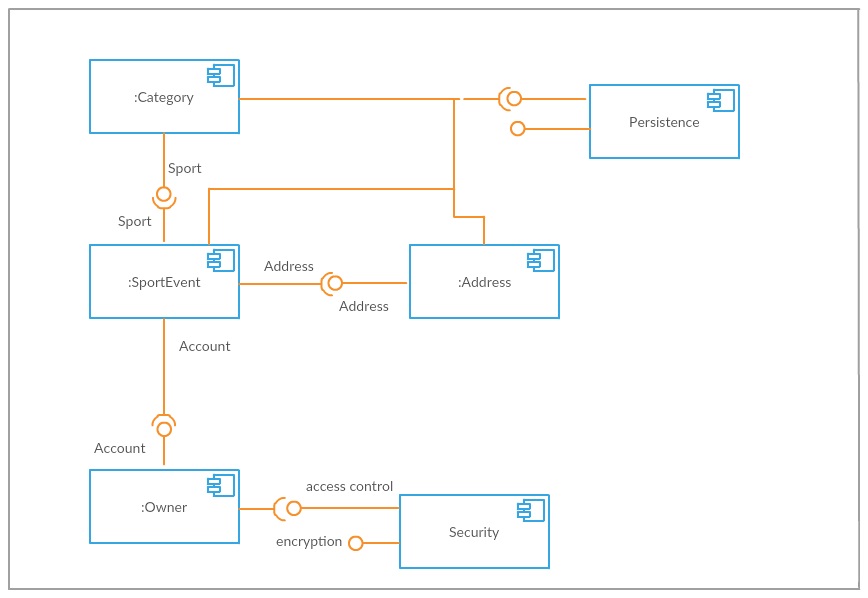 :Category
Persistence
Sport
Sport
:SportEvent
Address
Address
:Address
Account
Account
:Owner
access control
encryption
Security